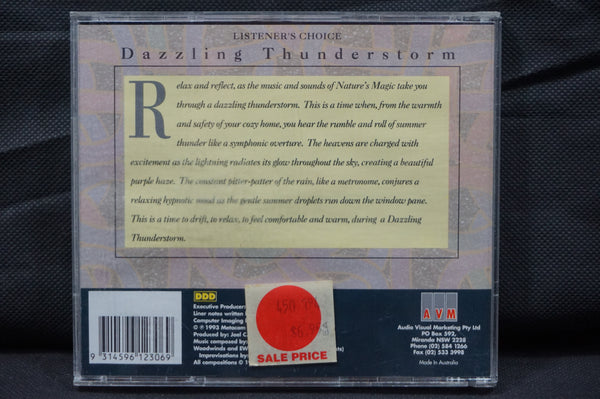 LISTENER'S CHOICE
Dazzling Thunderstorm
Relax and reflect, as the music and sounds of Nature's Magic take you
through a dazzling thunderstorm. This is a time when, from the warmth
and safety of your cozy home, you hear the rumble and roll of summer
thunder like a symphonic overture. The heavens are charged with
excitement as the lightning radiates its glow throughout the sky, creating a beautiful
purple haze. The constant pitter-patter of the rain, like a metronome, conjures a
relaxing hypnotic mood as the gentle summer droplets run down the window pane.
This is a time to drift, to relax, to feel comfortable and warm, during a Dazzling
Thunderstorm.
9 314596 123069
DDD
Executive Producer
Liner notes written
Computer Imaging
℗ © 1993 Metacom
Produced by: Joel
Music composed by:
Woodwinds and EW
Improvisations by:
All compositions ©
SALE PRICE
AVM
Audio Visual Marketing Pty Ltd
PO Box 592,
Miranda NSW 2228
Phone (02) 584 1266
Fax (02) 533 3998
Made in Australia